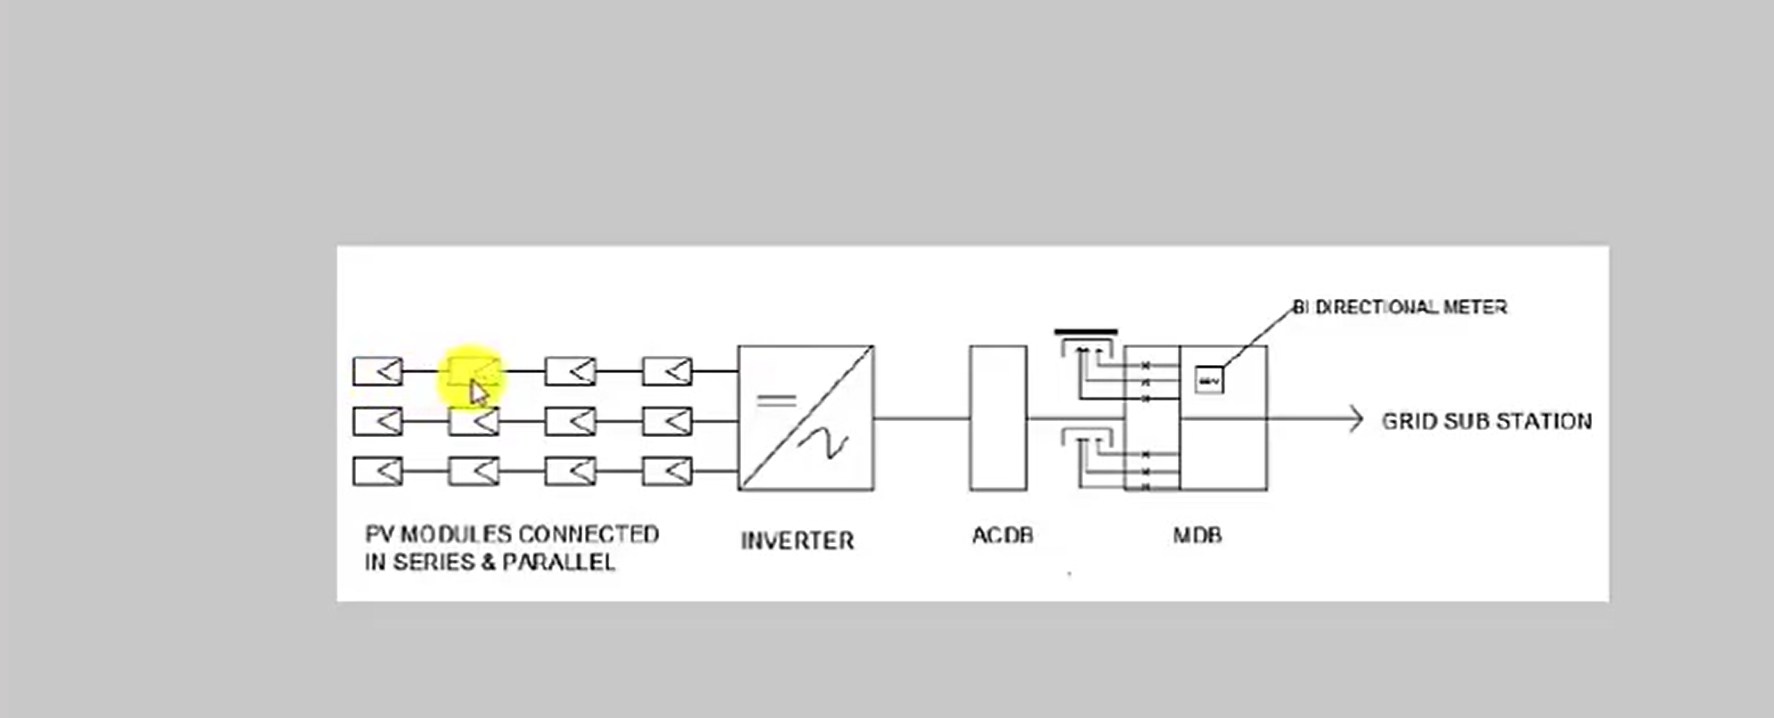 BI DIRECTIONAL METER
GRID SUB STATION
PV MODULES CONNECTED
IN SERIES & PARALLEL
INVERTER
ACDB
MDB